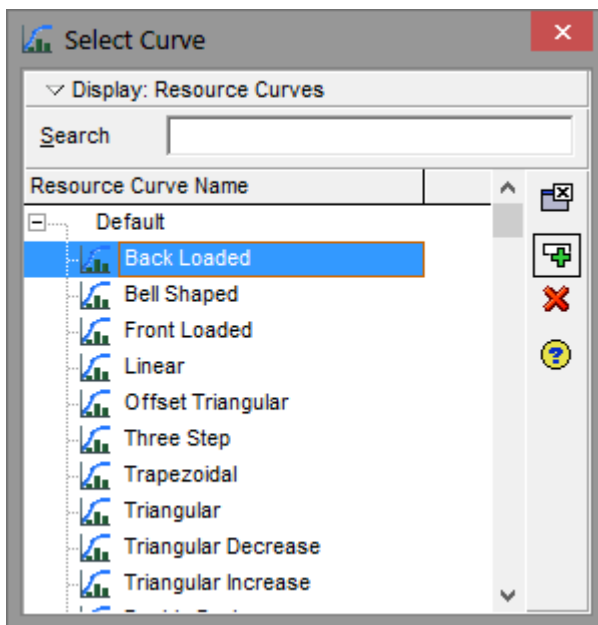 Select Curve
Display: Resource Curves
Search
Resource Curve Name
Default
Back Loaded
Bell Shaped
Front Loaded
Linear
Offset Triangular
Three Step
Trapezoidal
Triangular
Triangular Decrease
Triangular Increase